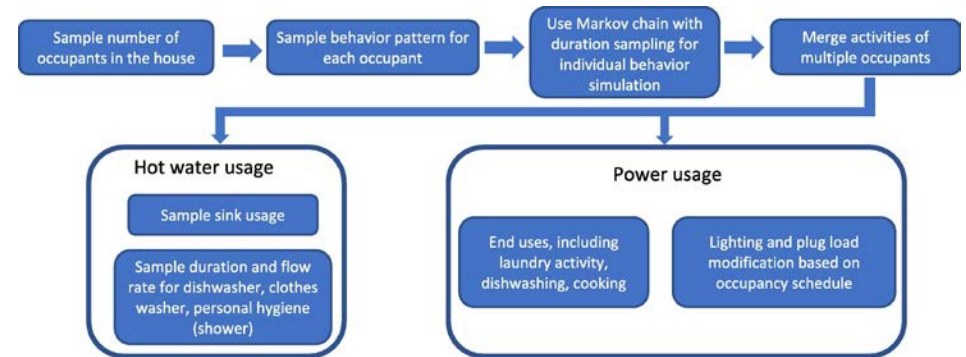 Sample number of
occupants in the house
Sample behavior pattern for
each occupant
Use Markov chain with
duration sampling for
individual behavior
simulation
Merge activities of
multiple occupants
Hot water usage
Sample sink usage
Sample duration and flow
rate for dishwasher, clothes
washer, personal hygiene
(shower)
Power usage
End uses, including
laundry activity,
dishwashing, cooking
Lighting and plug load
modification based on
occupancy schedule